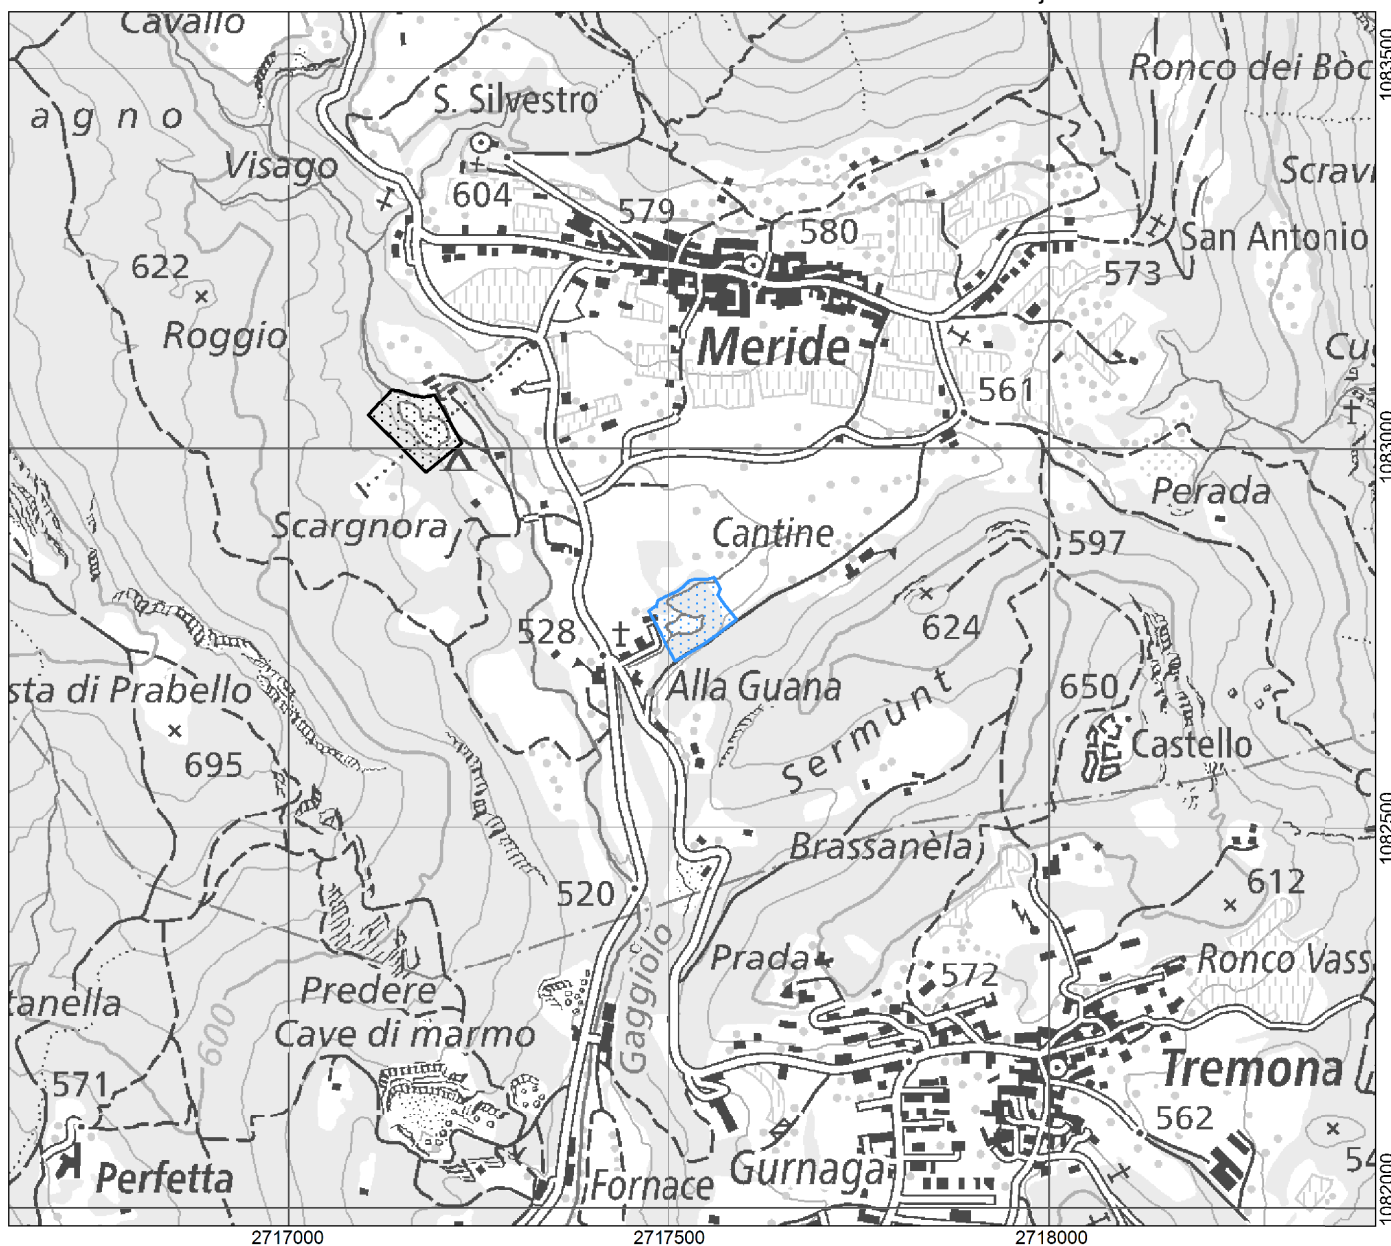 Cavallo
1083500
Ronco dei Bòc
S. Silvestro
a g n o
Visago
Scravi
604
579
580
San Antonio
622
573
Roggio
Meride
Cu
561
1083000
Perada
Scargnora
Cantine
597
528
624
sta di Prabello
Alla Guana
650
Sermùnt
Castello
695
C
1082500
Brassanèla
520
612
Prada
572
Ronco Vass
Predere
tanella
Gaggiolo
600
Cave di marmo
571
Tremona
562
54
Perfetta
Fornace
Gurnaga
1082000
2717000
2717500
2718000